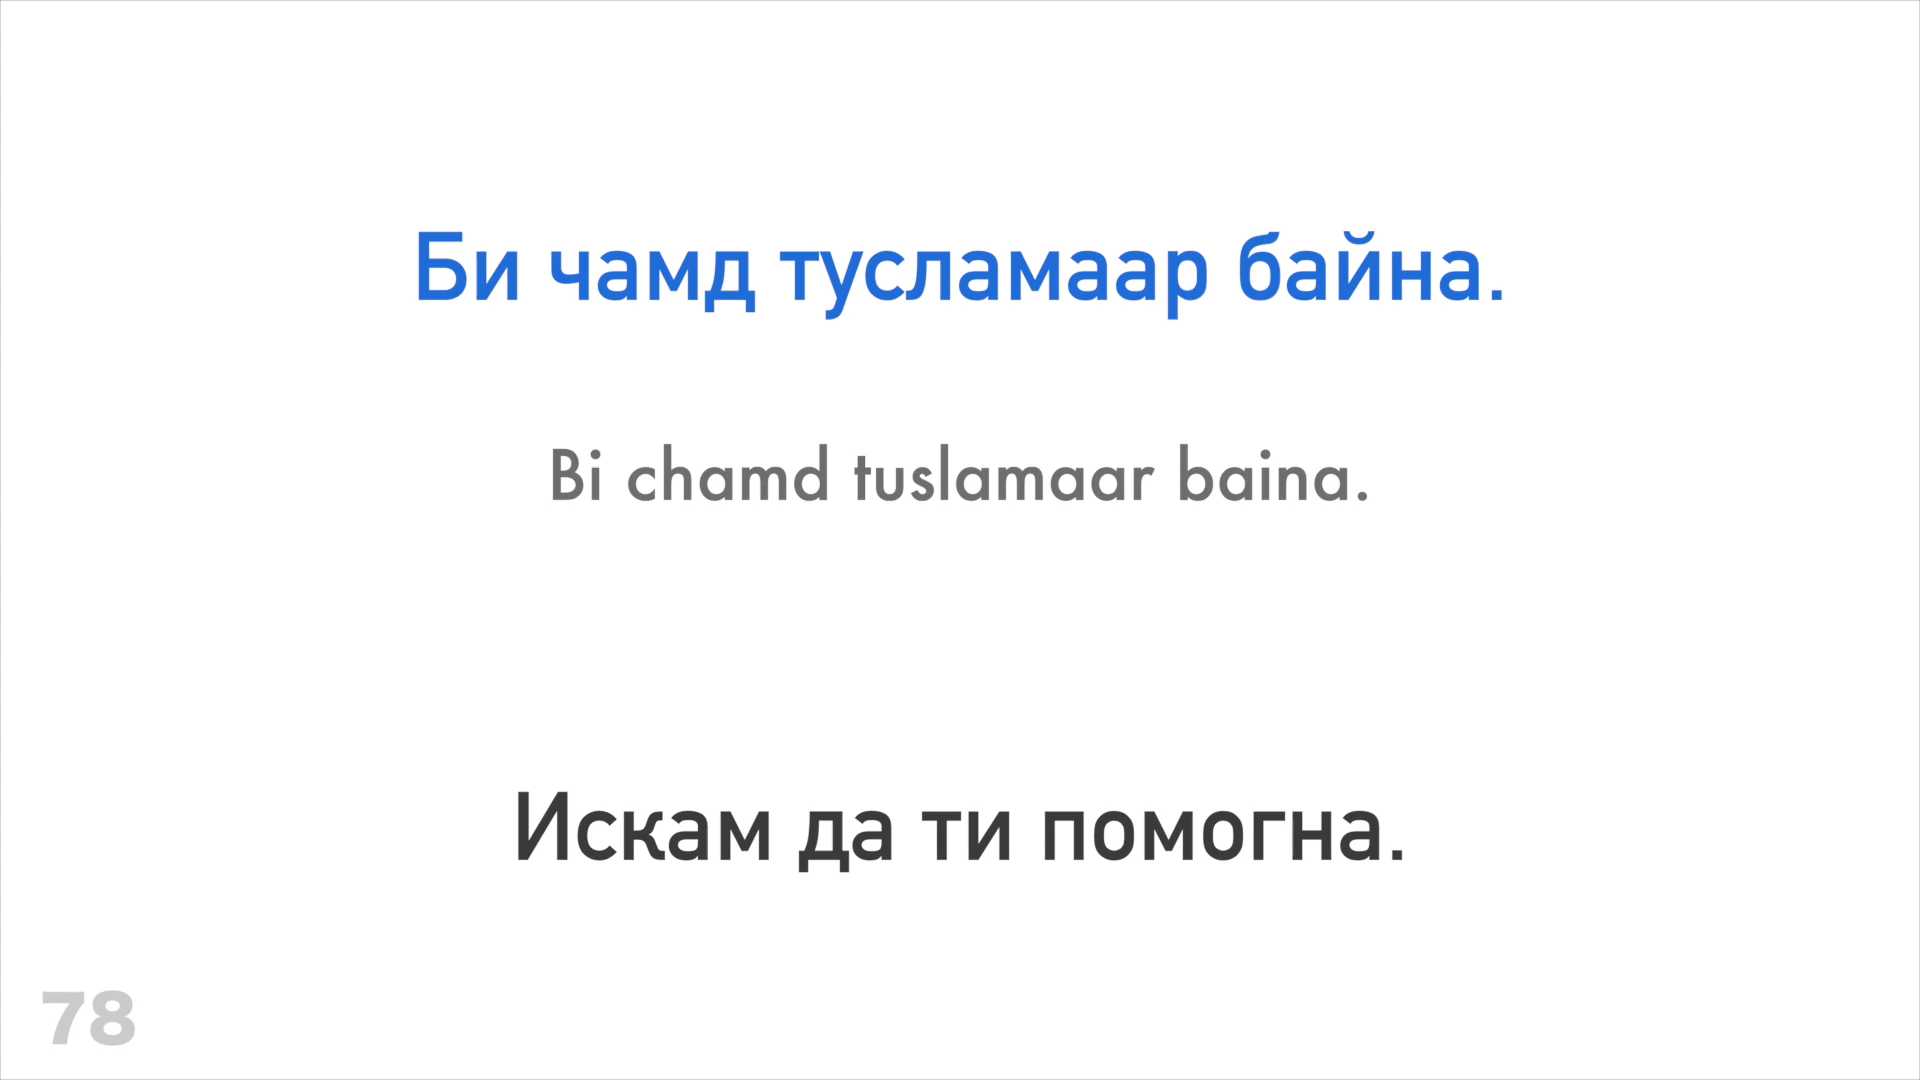 Би чамд тусламаар байна.
Bi chamd tuslamaar baina.
Искам да ти помогна.
78